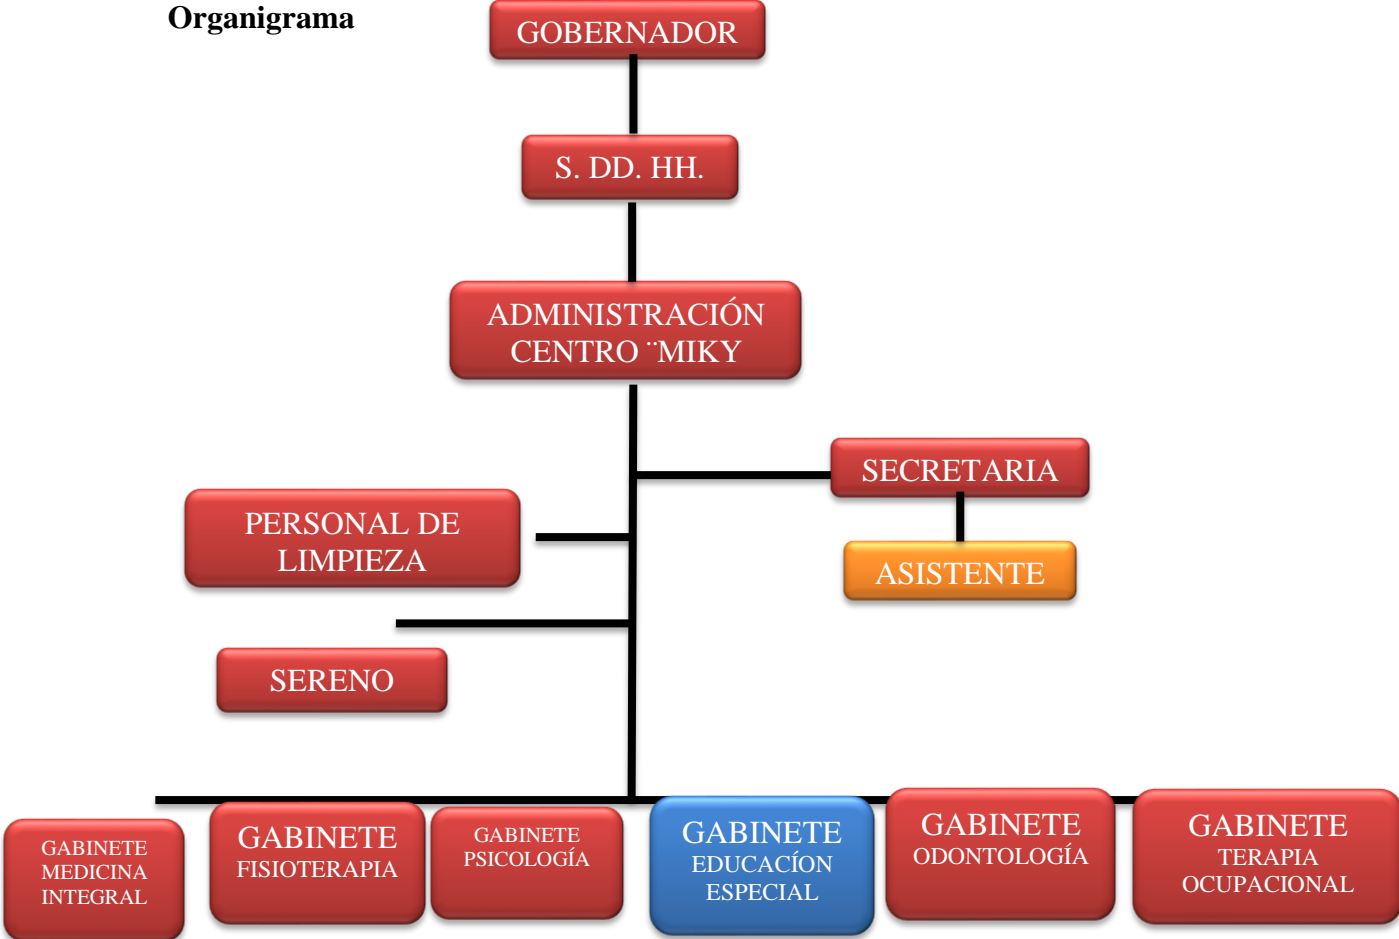 Organigrama
GOBERNADOR
S. DD. HH.
ADMINISTRACIÓN
CENTRO ¨MIKY
SECRETARIA
PERSONAL DE
LIMPIEZA
ASISTENTE
SERENO
GABINETE
MEDICINA
INTEGRAL
GABINETE
FISIOTERAPIA
GABINETE
PSICOLOGÍA
GABINETE
EDUCACÍON
ESPECIAL
GABINETE
ODONTOLOGÍA
GABINETE
TERAPIA
OCUPACIONAL